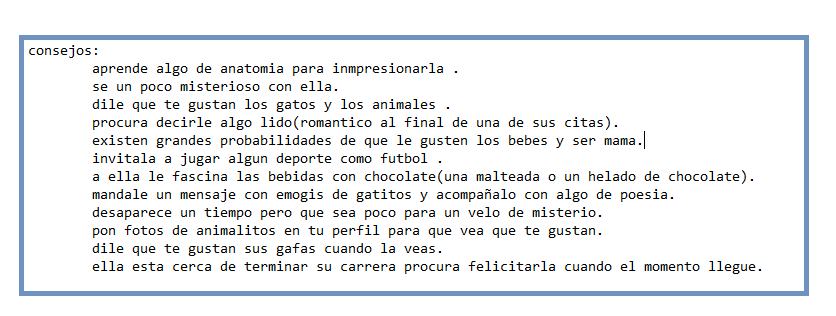 consejos:
aprende algo de anatomia para inmpresionarla .
se un poco misterioso con ella.
dile que te gustan los gatos y los animales .
procura decirle algo lido(romantico al final de una de sus citas).
existen grandes probabilidades de que le gusten los bebes y ser mama.
invitala a jugar algun deporte como futbol .
a ella le fascina las bebidas con chocolate(una malteada o un helado de chocolate).
mandale un mensaje con emogis de gatitos y acompañalo con algo de poesia.
desaparece un tiempo pero que sea poco para un velo de misterio.
pon fotos de animalitos en tu perfil para que vea que te gustan.
dile que te gustan sus gafas cuando la veas.
ella esta cerca de terminar su carrera procura felicitarla cuando el momento llegue.